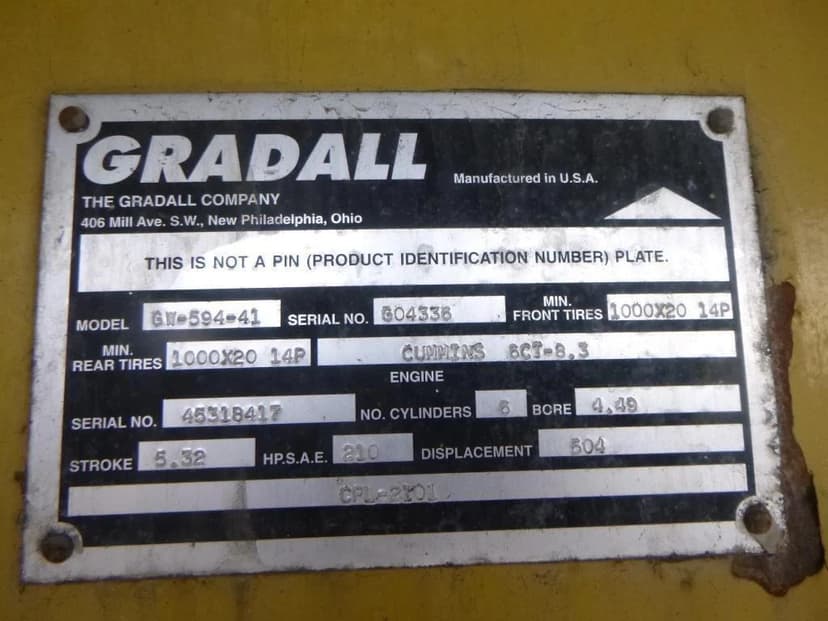 GRADALL
Manufactured in U.S.A.
THE GRADALL COMPANY
406 Mill Ave. S.W., New Philadelphia, Ohio
THIS IS NOT A PIN (PRODUCT IDENTIFICATION NUMBER) PLATE.
MODEL GW-594-41 SERIAL NO. G04336 MIN. FRONT TIRES 1000X20 14P
MIN. REAR TIRES 1000X20 14P CUMMINS 6CT-8.3
ENGINE
SERIAL NO. 45318417 NO. CYLINDERS 6 BORE 4.49
STROKE 5.32 HP.S.A.E. 210 DISPLACEMENT 504
CPL-2101